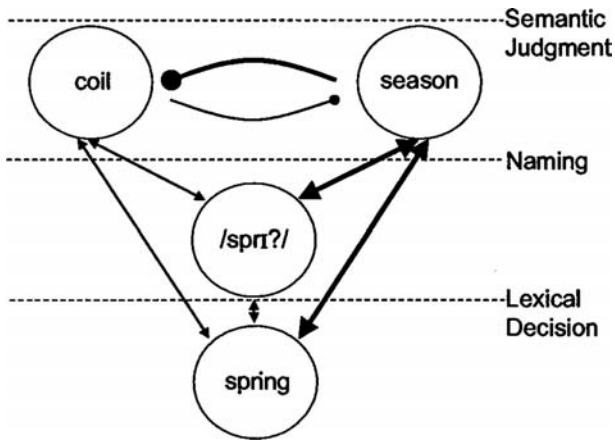 Semantic
Judgment
coil
season
Naming
/sprɪ?/
Lexical
Decision
spring